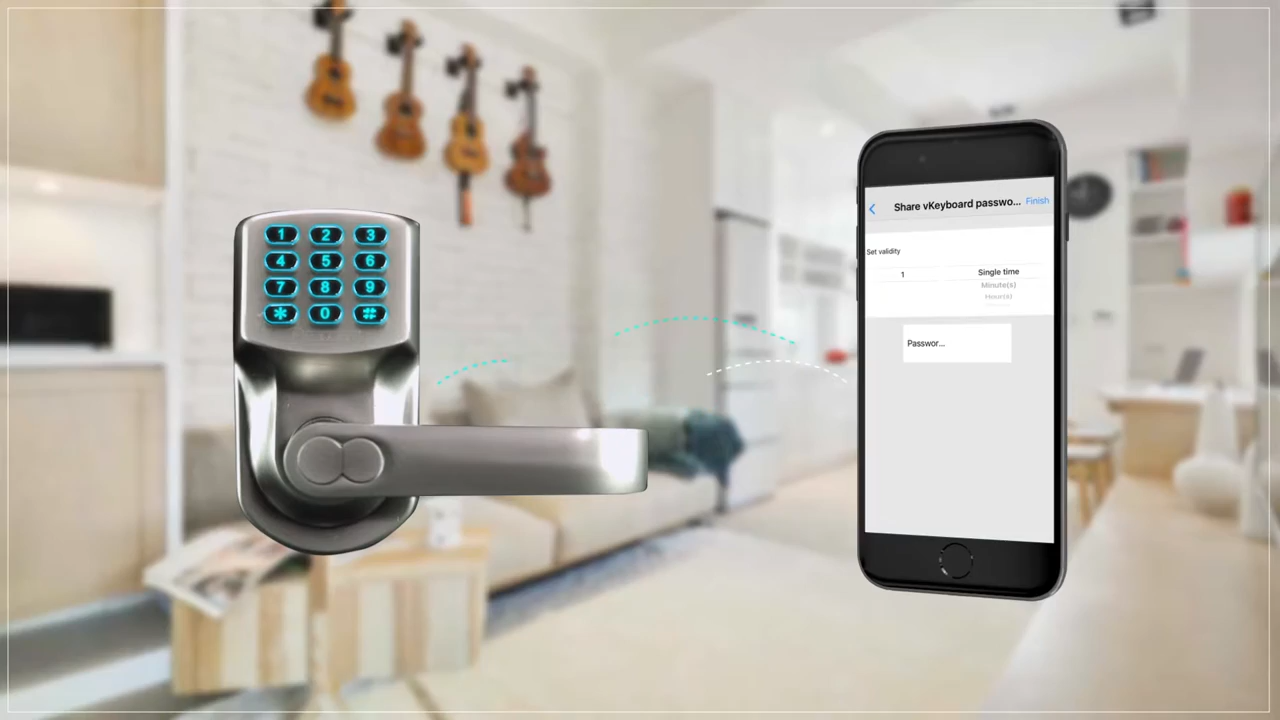 1 2 3
4 5 6
7 8 9
* 0 #
Share vKeyboard passwo... Finish
Set validity
1 Single time
Minute(s)
Hour(s)
Passwor...